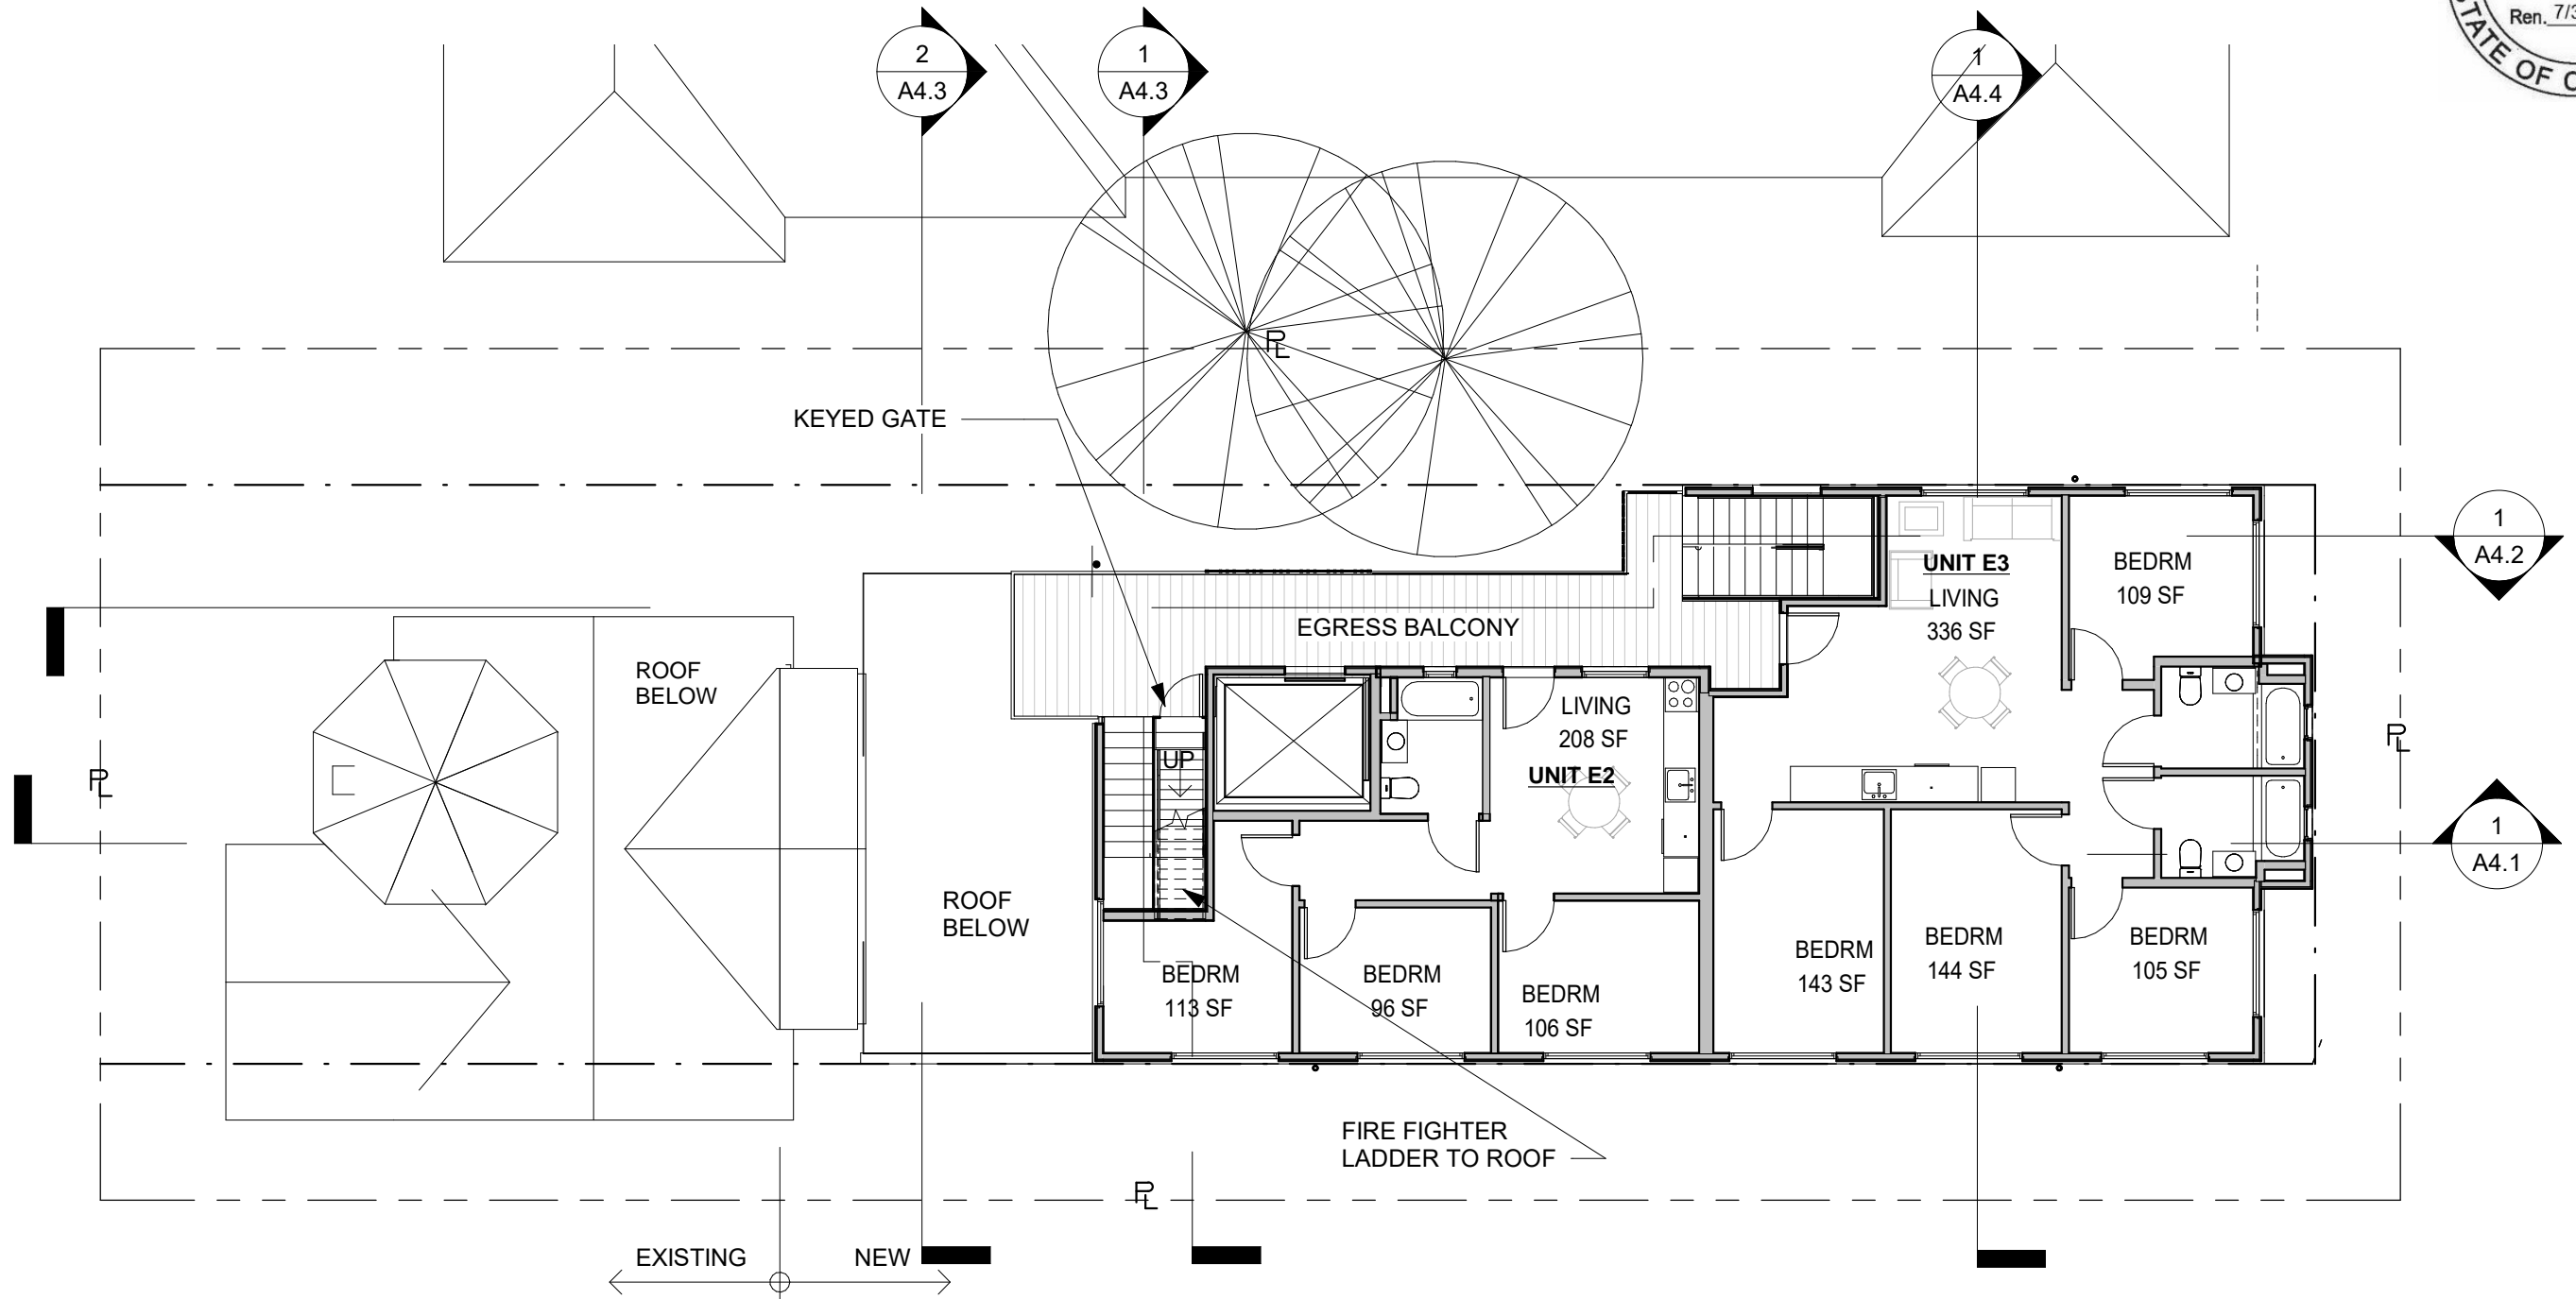 2
A4.3
1
A4.3
1
A4.4
Ren. 7/3
STATE OF C
PL
KEYED GATE
1
A4.2
UNIT E3
LIVING
336 SF
BEDRM
109 SF
EGRESS BALCONY
ROOF
BELOW
LIVING
208 SF
UNIT E2
UP
PL
PL
1
A4.1
ROOF
BELOW
BEDRM
113 SF
BEDRM
96 SF
BEDRM
106 SF
BEDRM
143 SF
BEDRM
144 SF
BEDRM
105 SF
FIRE FIGHTER
LADDER TO ROOF
PL
EXISTING
NEW